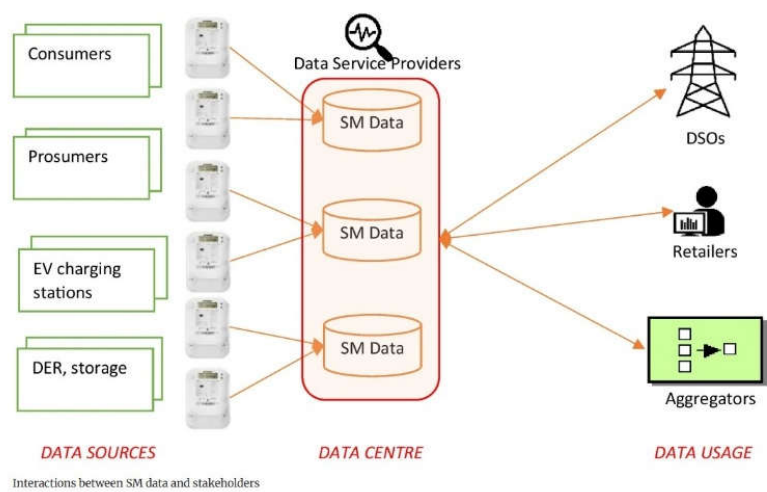 Consumers
Prosumers
EV charging
stations
DER, storage
Data Service Providers
SM Data
SM Data
SM Data
DSOs
Retailers
Aggregators
DATA SOURCES
DATA CENTRE
DATA USAGE
Interactions between SM data and stakeholders